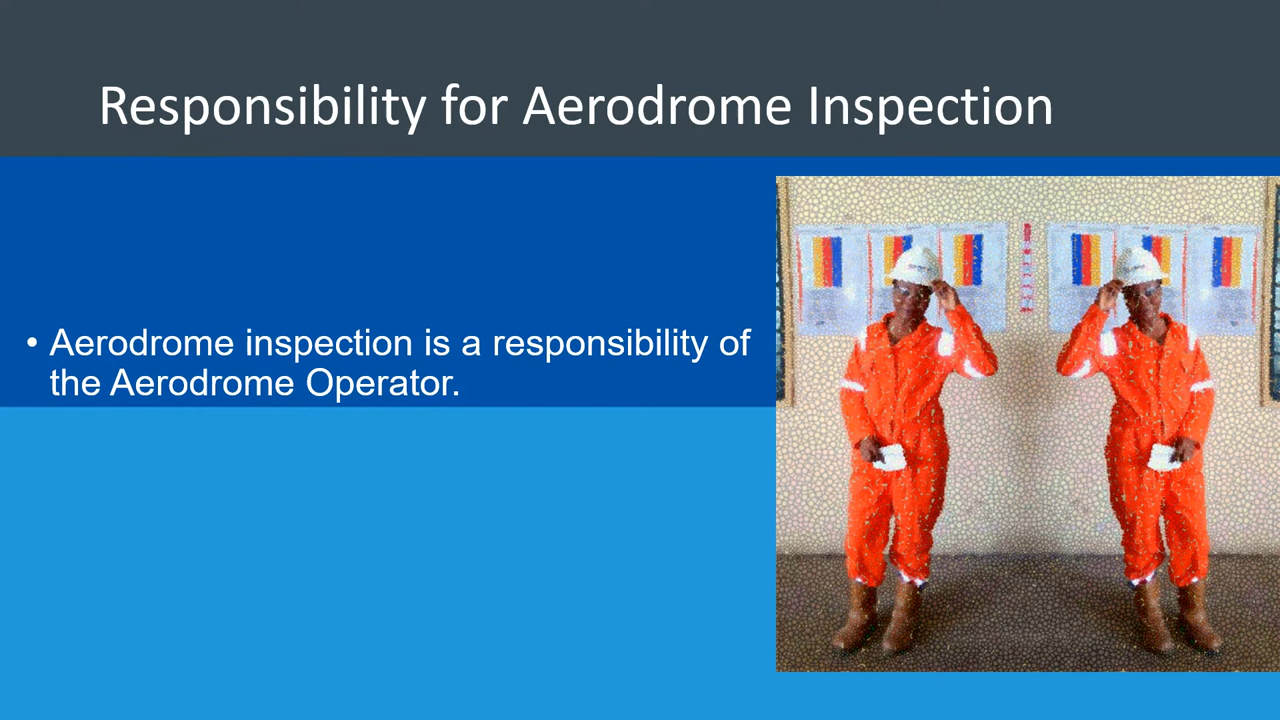 Responsibility for Aerodrome Inspection
• Aerodrome inspection is a responsibility of
the Aerodrome Operator.